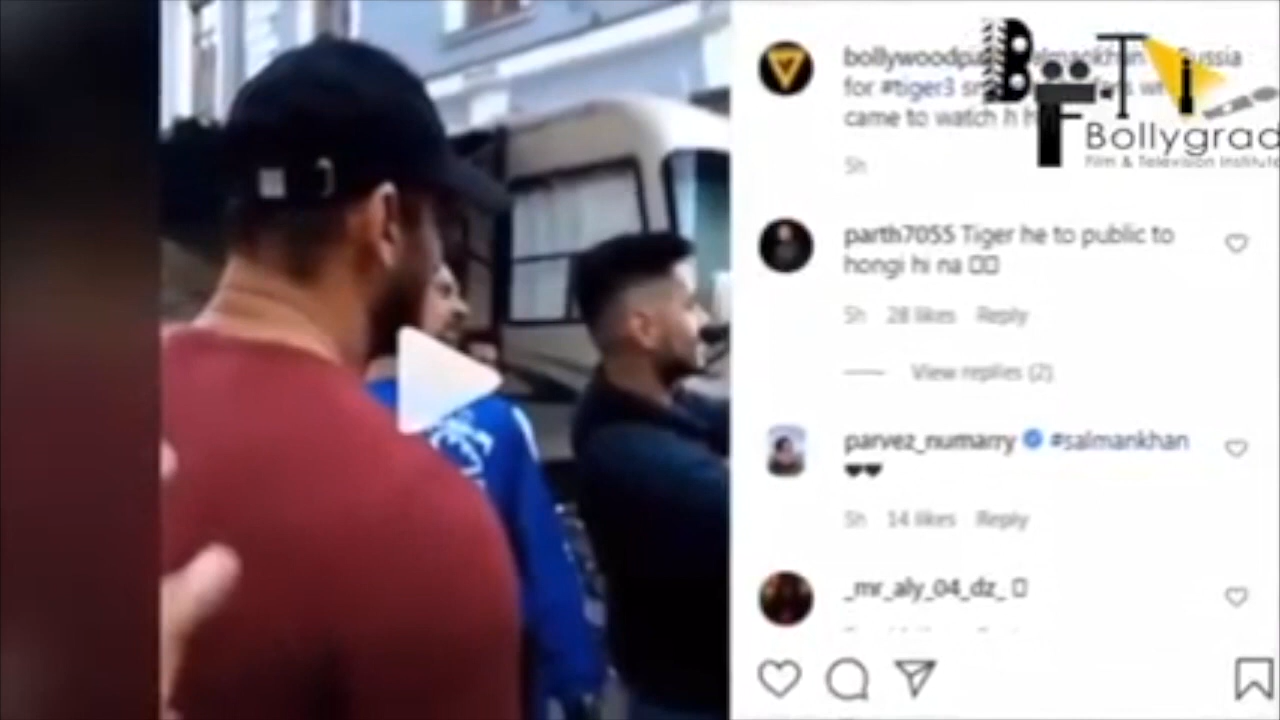 for #tiger3
came to watch h
5h
parth7055 Tiger he to public to
hongi hi na
5h 28 likes Reply
View replies (2)
parvez_numarry #salmankhan
5h 14 likes Reply
_mr_aly_04_dz_
BFTI
Bollygrad
Film & Television Institute